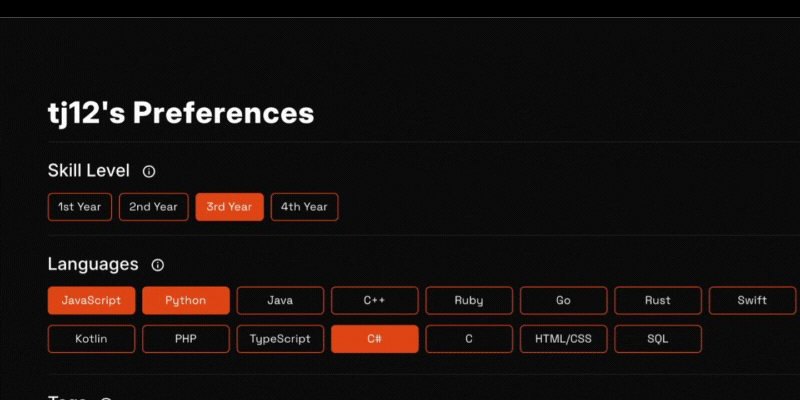 tj12's Preferences
Skill Level
1st Year 2nd Year 3rd Year 4th Year
Languages
JavaScript Python Java C++ Ruby Go Rust Swift
Kotlin PHP TypeScript C# C HTML/CSS SQL